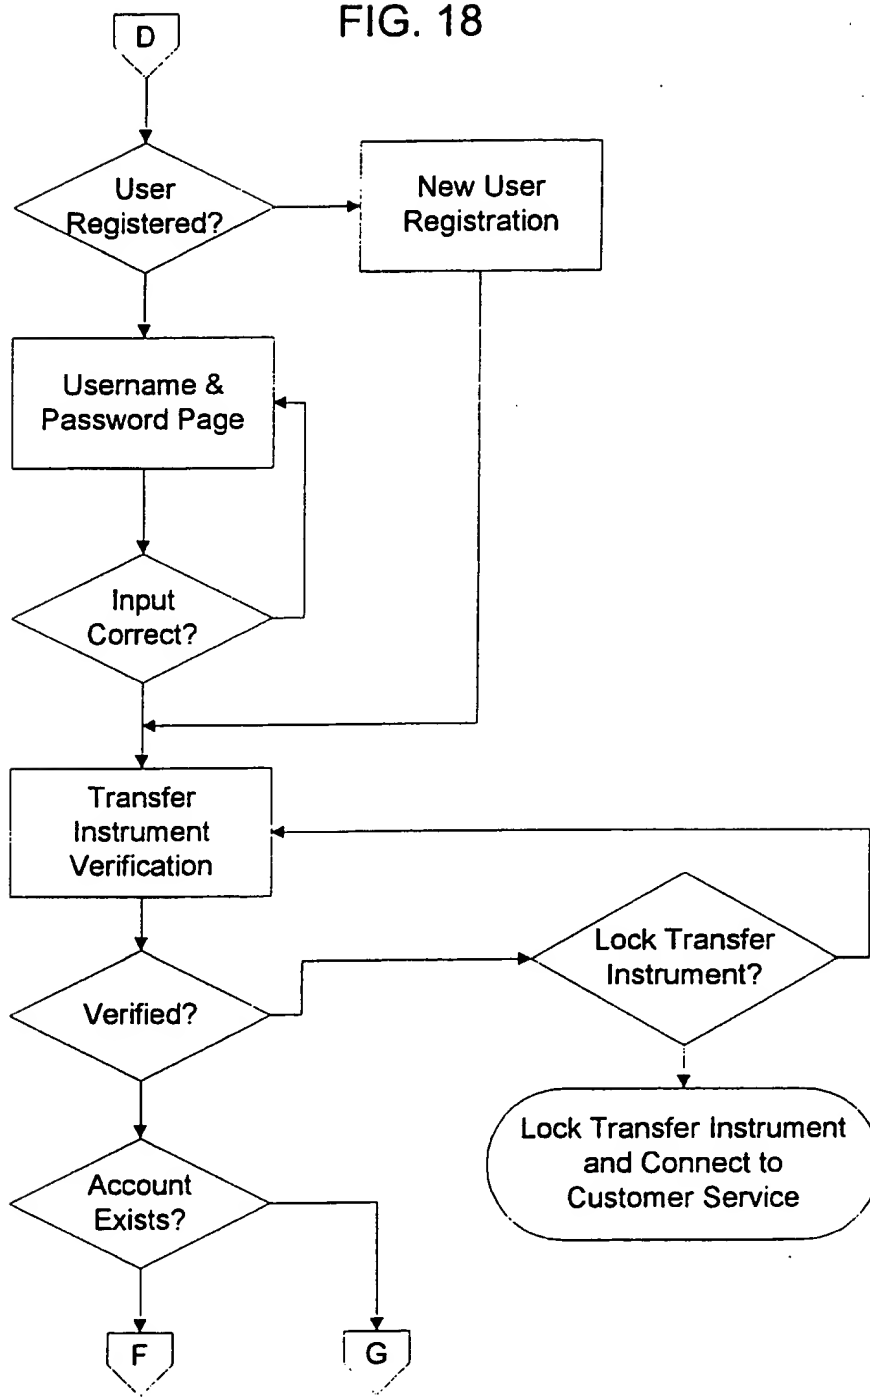 FIG. 18
D
User
Registered?
New User
Registration
Username &
Password Page
Input
Correct?
Transfer
Instrument
Verification
Lock Transfer
Instrument?
Verified?
Lock Transfer Instrument
and Connect to
Customer Service
Account
Exists?
F
G